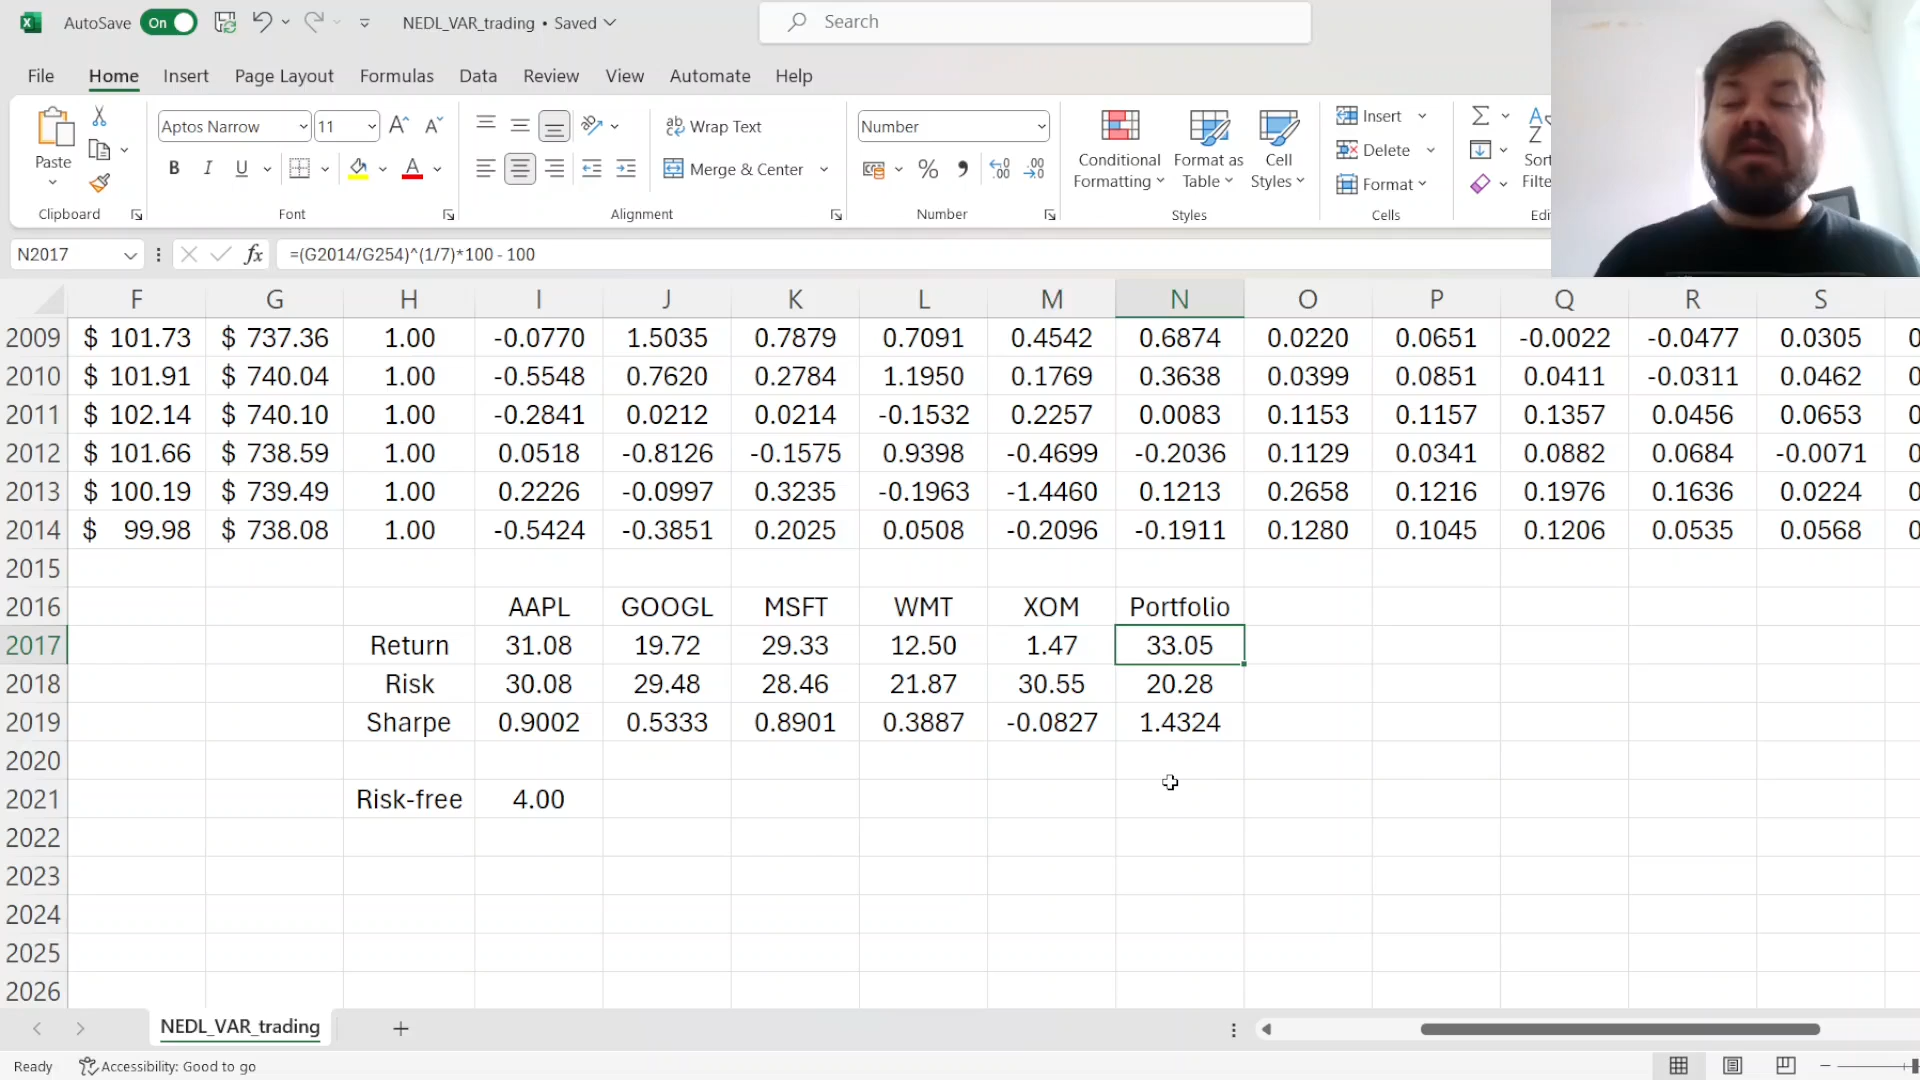 AutoSave On NEDL_VAR_trading • Saved Search
File Home Insert Page Layout Formulas Data Review View Automate Help
Aptos Narrow 11 Wrap Text Number Insert
Paste B I U Merge & Center Conditional Formatting Format as Table Cell Styles Delete Format
Clipboard Font Alignment Number Styles Cells
N2017 fx =(G2014/G254)^(1/7)*100 - 100
F G H I J K L M N O P Q R S
2009 $ 101.73 $ 737.36 1.00 -0.0770 1.5035 0.7879 0.7091 0.4542 0.6874 0.0220 0.0651 -0.0022 -0.0477 0.0305
2010 $ 101.91 $ 740.04 1.00 -0.5548 0.7620 0.2784 1.1950 0.1769 0.3638 0.0399 0.0851 0.0411 -0.0311 0.0462
2011 $ 102.14 $ 740.10 1.00 -0.2841 0.0212 0.0214 -0.1532 0.2257 0.0083 0.1153 0.1157 0.1357 0.0456 0.0653
2012 $ 101.66 $ 738.59 1.00 0.0518 -0.8126 -0.1575 0.9398 -0.4699 -0.2036 0.1129 0.0341 0.0882 0.0684 -0.0071
2013 $ 100.19 $ 739.49 1.00 0.2226 -0.0997 0.3235 -0.1963 -1.4460 0.1213 0.2658 0.1216 0.1976 0.1636 0.0224
2014 $ 99.98 $ 738.08 1.00 -0.5424 -0.3851 0.2025 0.0508 -0.2096 -0.1911 0.1280 0.1045 0.1206 0.0535 0.0568
2015
2016 AAPL GOOGL MSFT WMT XOM Portfolio
2017 Return 31.08 19.72 29.33 12.50 1.47 33.05
2018 Risk 30.08 29.48 28.46 21.87 30.55 20.28
2019 Sharpe 0.9002 0.5333 0.8901 0.3887 -0.0827 1.4324
2020
2021 Risk-free 4.00
2022
2023
2024
2025
2026
NEDL_VAR_trading
Ready Accessibility: Good to go